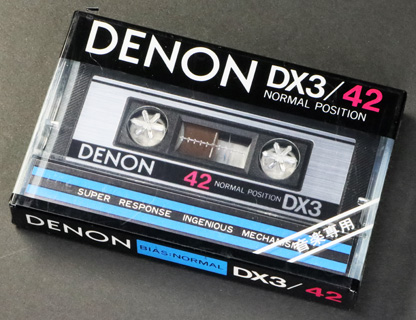 DENON DX3/42
NORMAL POSITION
DENON 42 NORMAL POSITION DX3
SUPER RESPONSE INGENIOUS MECHANISM
音楽専用
DENON BIAS:NORMAL DX3/42